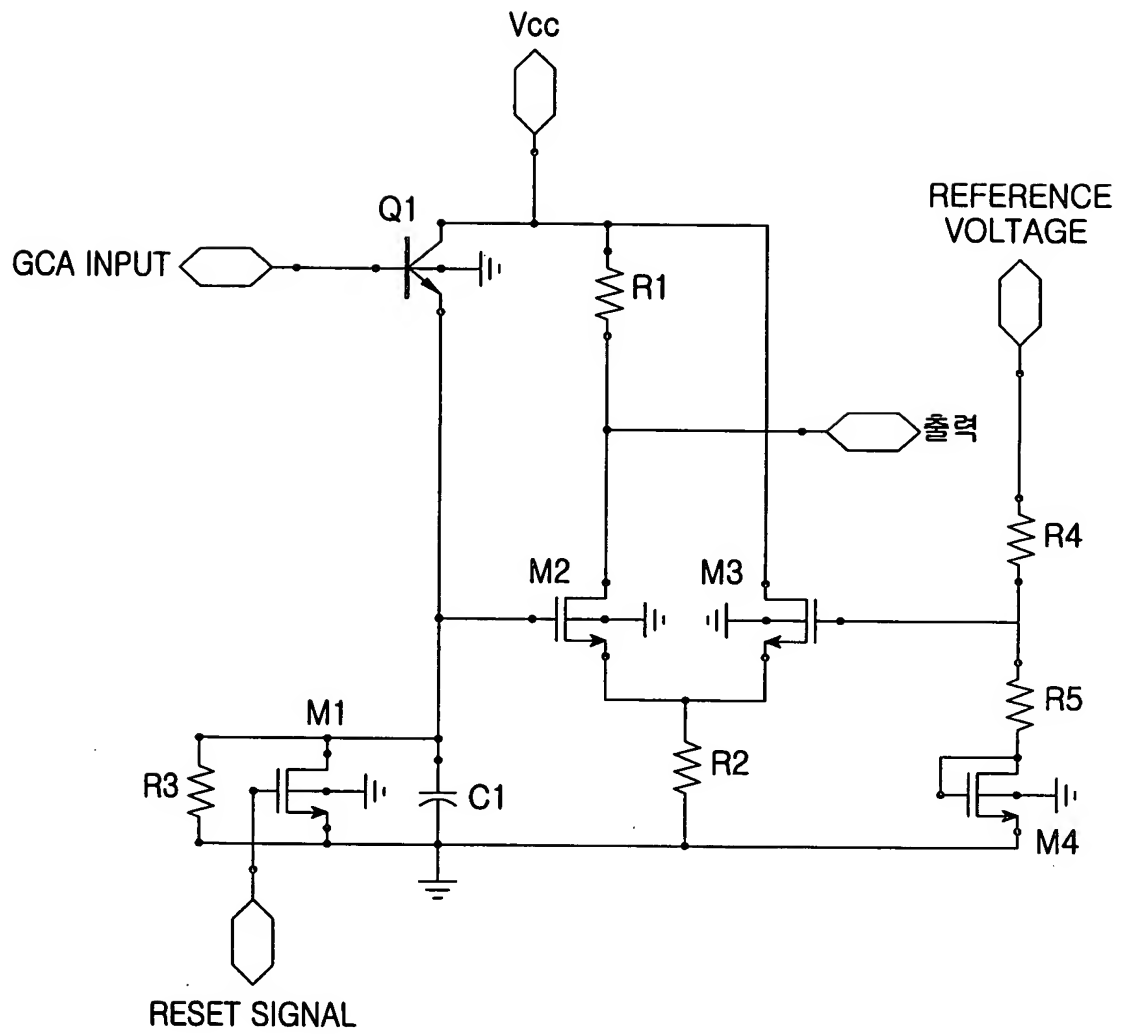 Vcc
REFERENCE
VOLTAGE
Q1
GCA INPUT
R1
출력
R4
M2
M3
R5
M1
R2
R3
C1
M4
RESET SIGNAL